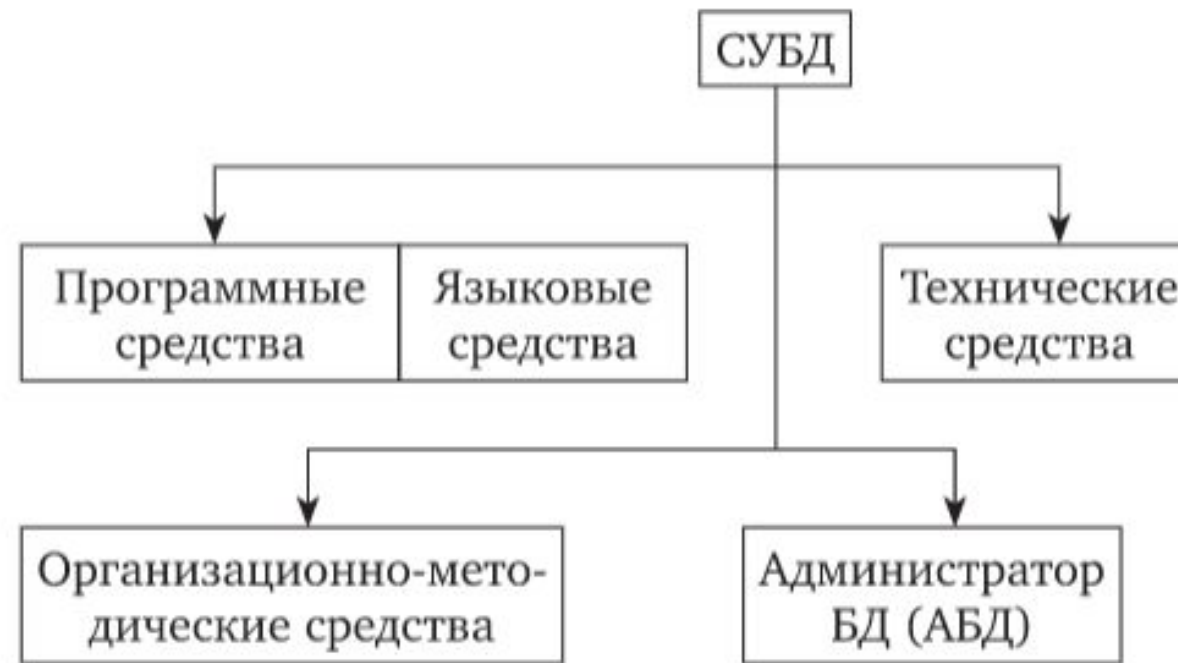 СУБД
Программные
средства
Языковые
средства
Технические
средства
Организационно-мето-
дические средства
Администратор
БД (АБД)